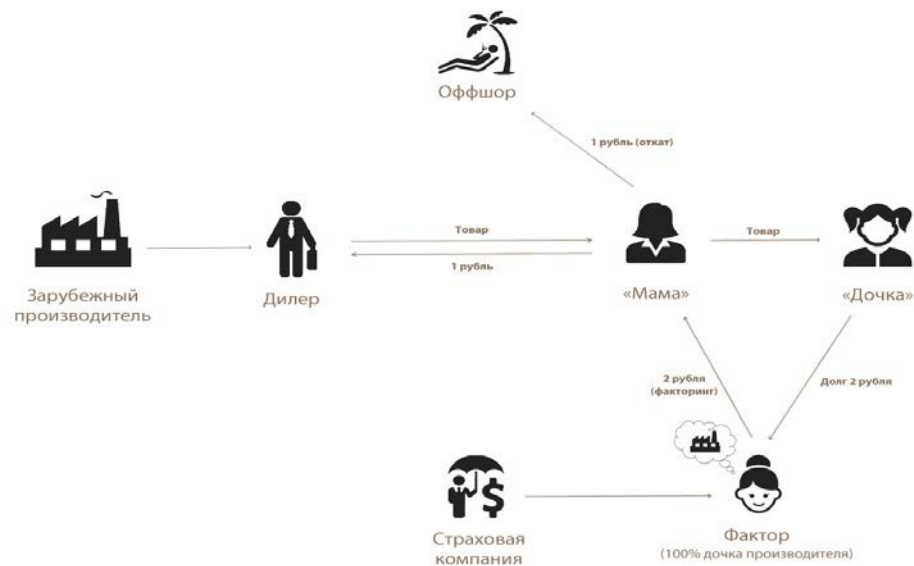 Оффшор
1 рубль (откат)
Товар
Товар
1 рубль
Зарубежный
производитель
Дилер
«Мама»
«Дочка»
2 рубля
(факторинг)
Долг 2 рубля
Страховая
компания
Фактор
(100% дочка производителя)